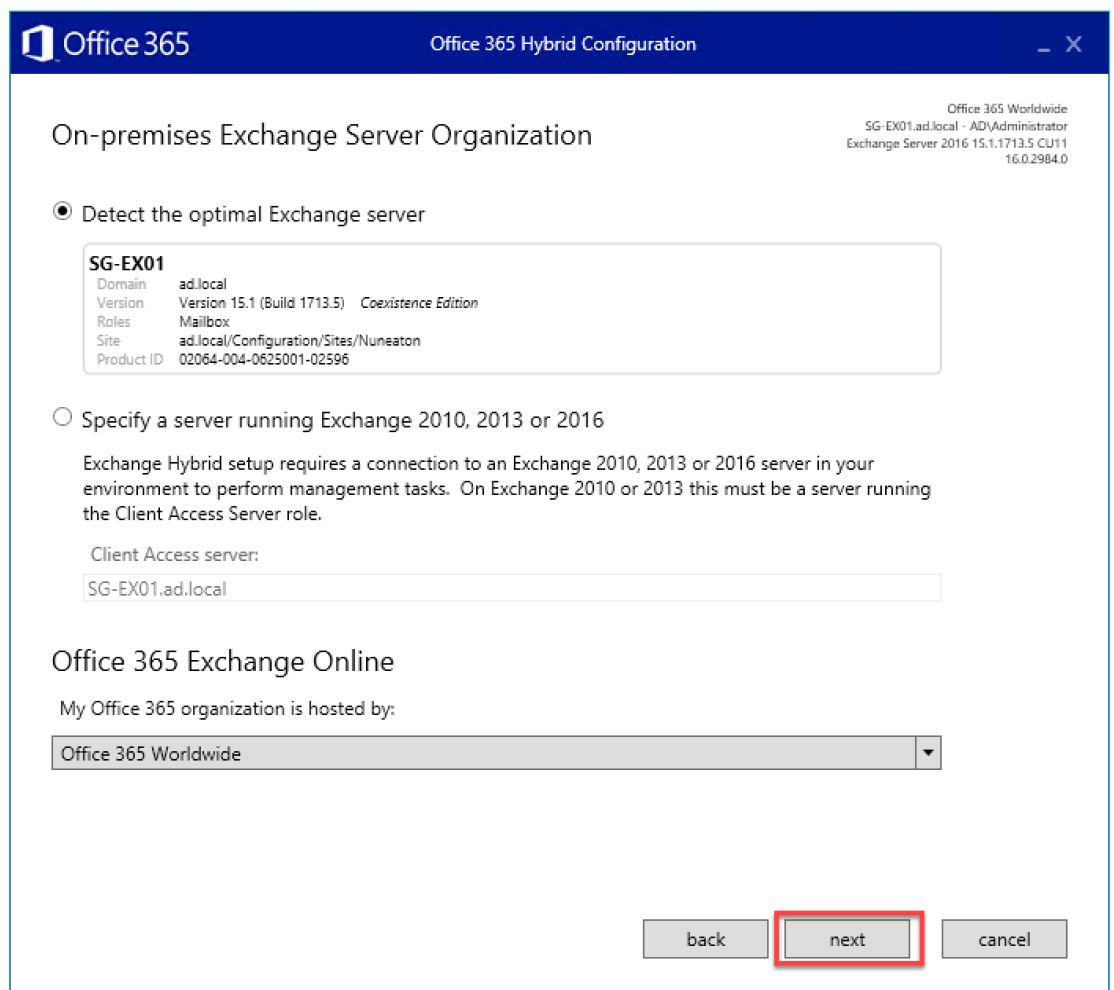 Office 365
Office 365 Hybrid Configuration
Office 365 Worldwide
SG-EX01.ad.local - AD\Administrator
Exchange Server 2016 15.1.1713.5 CU11
16.0.2984.0
On-premises Exchange Server Organization
Detect the optimal Exchange server
SG-EX01
Domain ad.local
Version Version 15.1 (Build 1713.5) Coexistence Edition
Roles Mailbox
Site ad.local/Configuration/Sites/Nuneaton
Product ID 02064-004-0625001-02596
Specify a server running Exchange 2010, 2013 or 2016
Exchange Hybrid setup requires a connection to an Exchange 2010, 2013 or 2016 server in your
environment to perform management tasks.  On Exchange 2010 or 2013 this must be a server running
the Client Access Server role.
Client Access server:
SG-EX01.ad.local
Office 365 Exchange Online
My Office 365 organization is hosted by:
Office 365 Worldwide
back next cancel